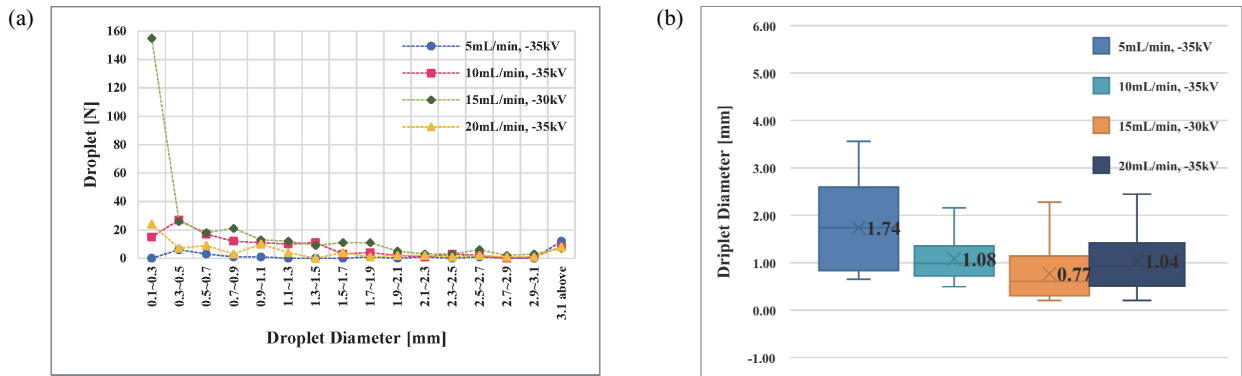 (a)
160
140
120
100
80
60
40
20
0
Droplet [N]
5mL/min, -35kV
10mL/min, -35kV
15mL/min, -30kV
20mL/min, -35kV
0.1~0.3
0.3~0.5
0.5~0.7
0.7~0.9
0.9~1.1
1.1~1.3
1.3~1.5
1.5~1.7
1.7~1.9
1.9~2.1
2.1~2.3
2.3~2.5
2.5~2.7
2.7~2.9
2.9~3.1
3.1 above
Droplet Diameter [mm]
(b)
6.00
5.00
4.00
3.00
2.00
1.00
0.00
-1.00
Driplet Diameter [mm]
5mL/min, -35kV
10mL/min, -35kV
15mL/min, -30kV
20mL/min, -35kV
1.74
1.08
0.77
1.04